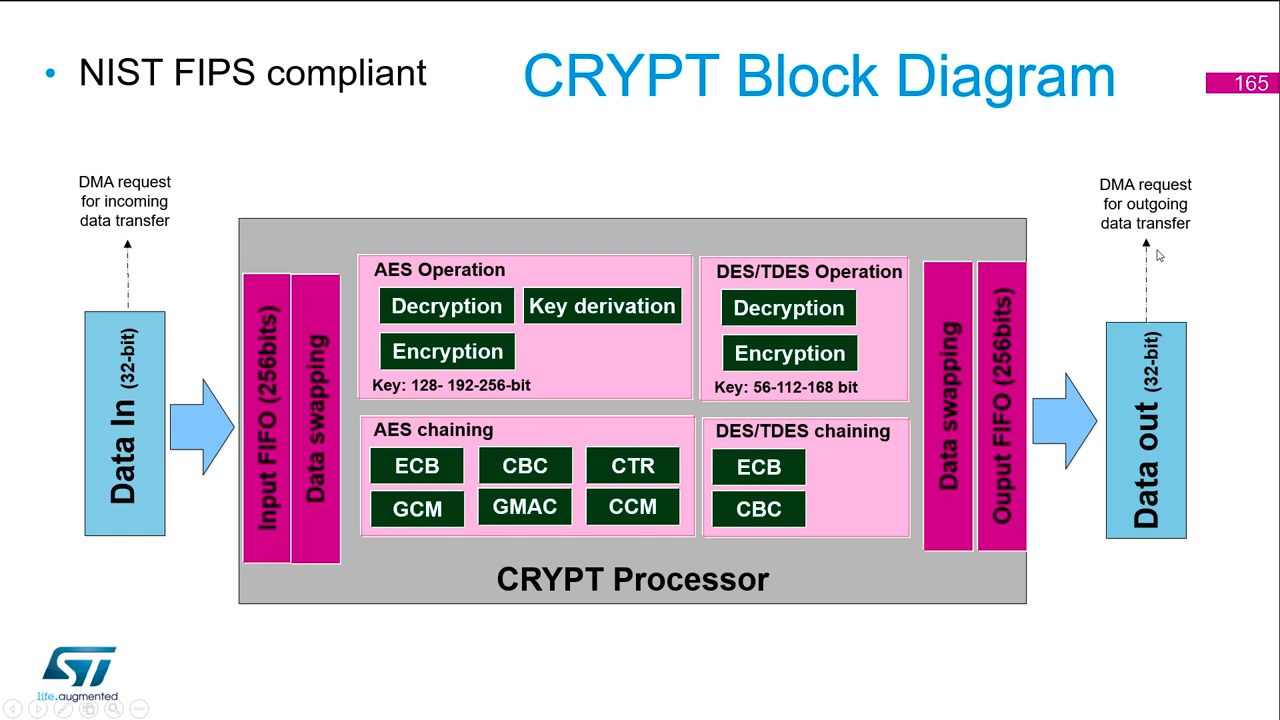 • NIST FIPS compliant
CRYPT Block Diagram
165
DMA request
for incoming
data transfer
DMA request
for outgoing
data transfer
Data In (32-bit)
Input FIFO (256bits)
Data swapping
AES Operation
Decryption
Key derivation
Encryption
Key: 128- 192-256-bit
DES/TDES Operation
Decryption
Encryption
Key: 56-112-168 bit
AES chaining
ECB
CBC
CTR
GCM
GMAC
CCM
DES/TDES chaining
ECB
CBC
Data swapping
Ouput FIFO (256bits)
Data out (32-bit)
CRYPT Processor
ST
life.augmented